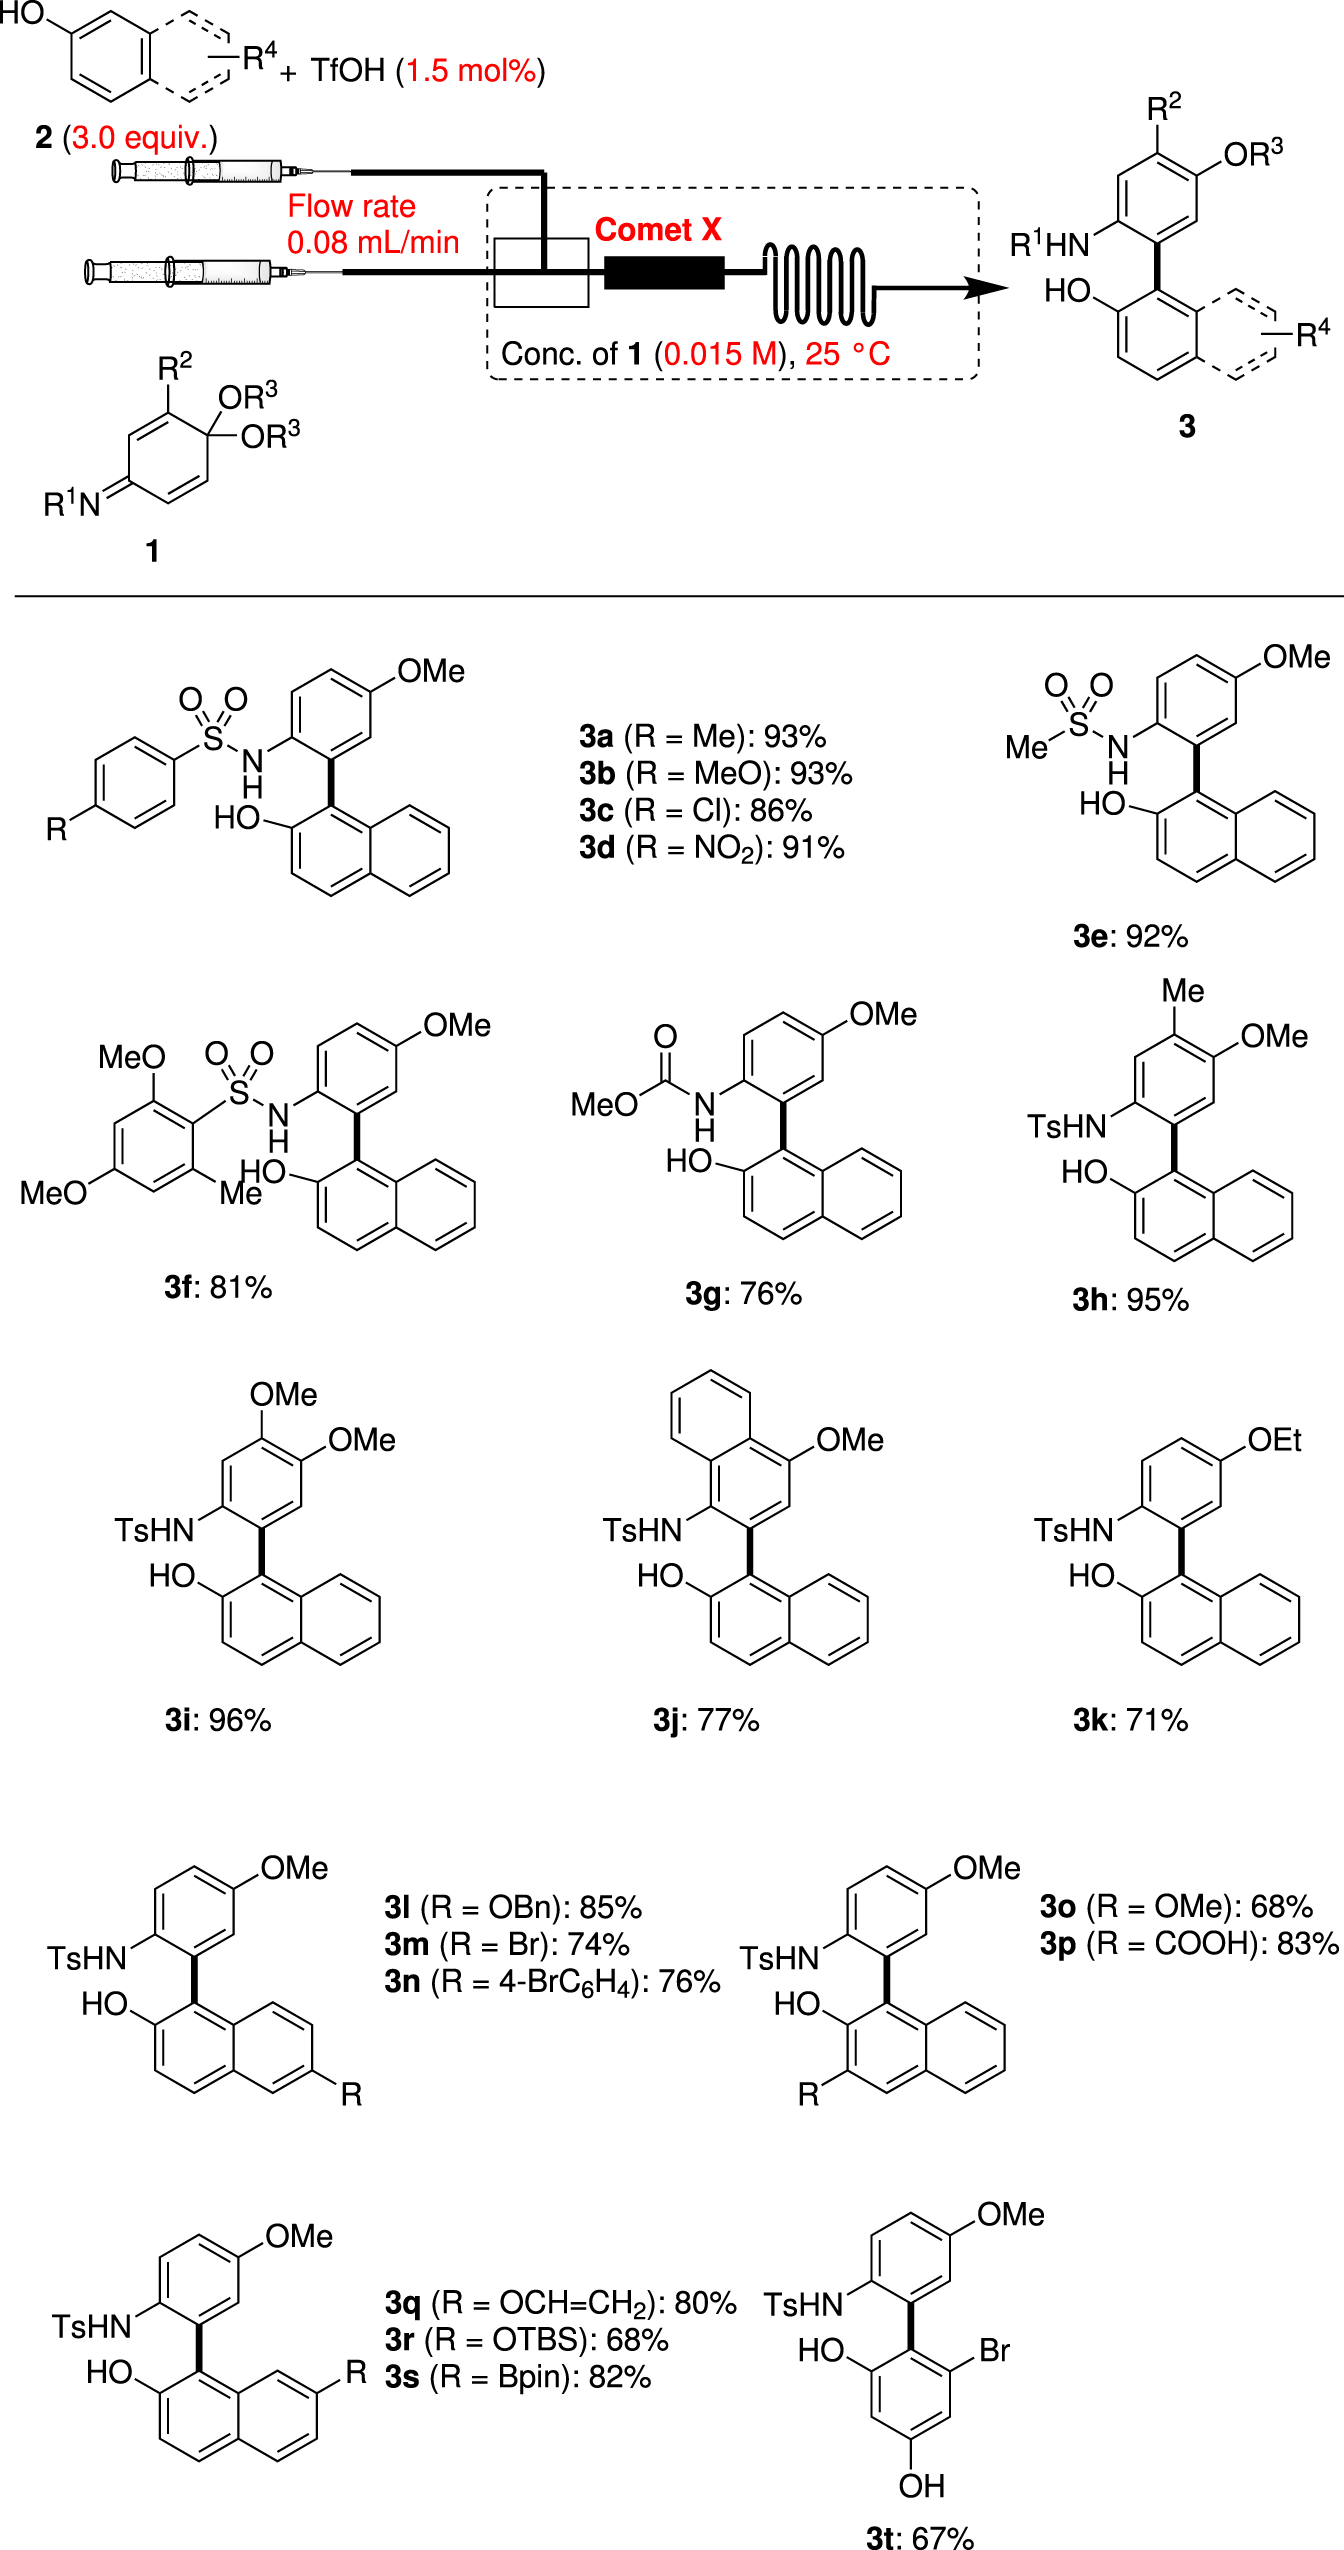 HO
R⁴
+ TfOH (1.5 mol%)
2 (3.0 equiv.)
Flow rate
0.08 mL/min
Comet X
Conc. of 1 (0.015 M), 25 °C
R²
OR³
OR³
R¹N
1
R²
OR³
R¹HN
HO
R⁴
3
OMe
O O
S
N
H
HO
R
3a (R = Me): 93%
3b (R = MeO): 93%
3c (R = Cl): 86%
3d (R = NO₂): 91%
OMe
O O
S
Me
N
H
HO
3e: 92%
OMe
MeO
O O
S
N
H
HO
MeO
Me
3f: 81%
OMe
O
MeO
N
H
HO
3g: 76%
Me
OMe
TsHN
HO
3h: 95%
OMe
OMe
TsHN
HO
3i: 96%
OMe
TsHN
HO
3j: 77%
OEt
TsHN
HO
3k: 71%
OMe
TsHN
HO
R
3l (R = OBn): 85%
3m (R = Br): 74%
3n (R = 4-BrC₆H₄): 76%
OMe
TsHN
HO
R
3o (R = OMe): 68%
3p (R = COOH): 83%
OMe
TsHN
HO
R
3q (R = OCH=CH₂): 80%
3r (R = OTBS): 68%
3s (R = Bpin): 82%
OMe
TsHN
HO
Br
OH
3t: 67%